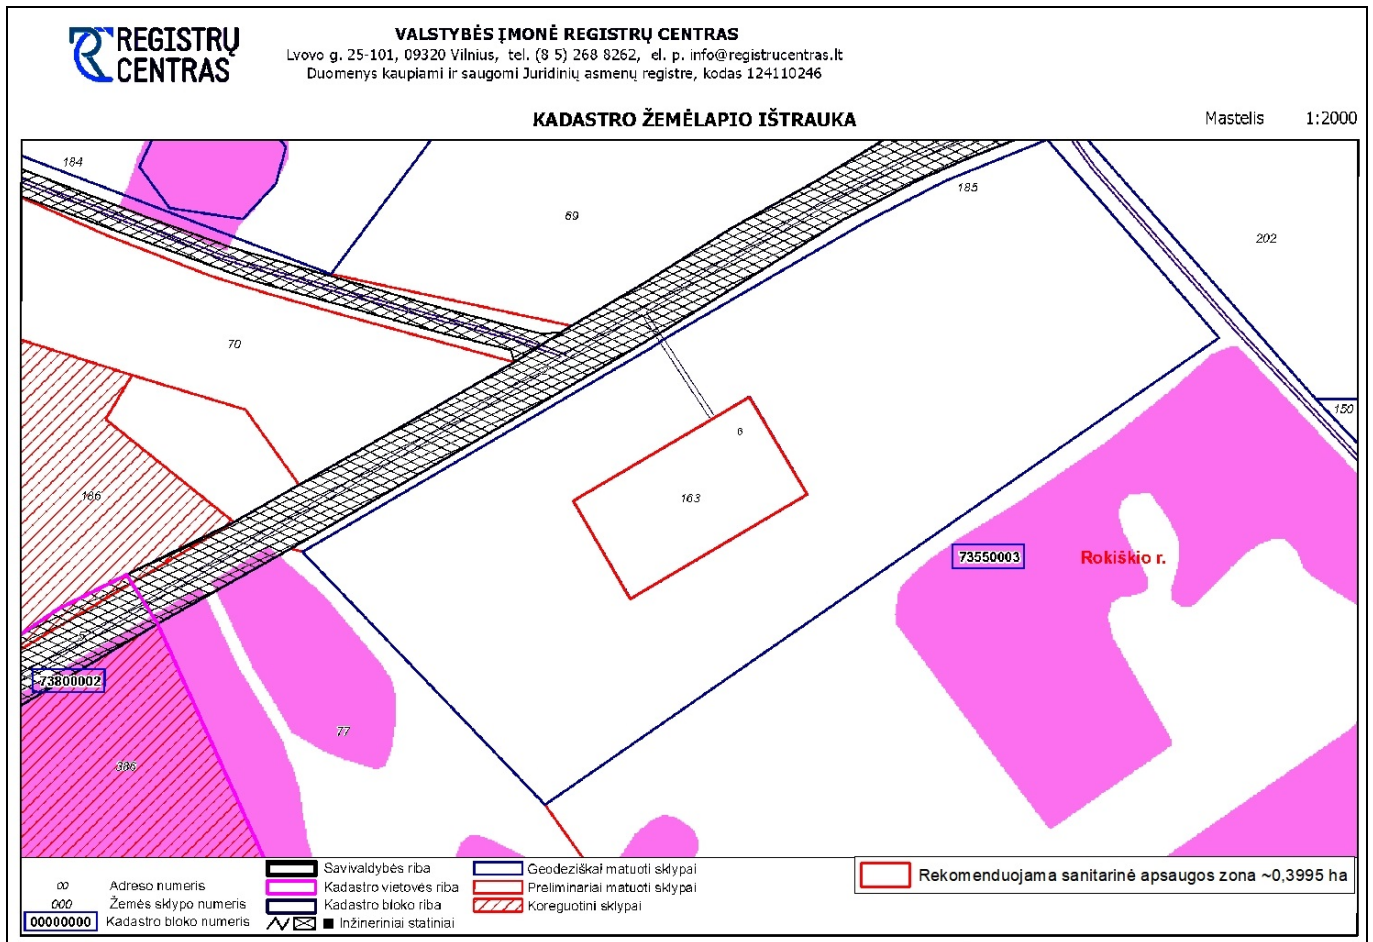 REGISTRŲ
CENTRAS
VALSTYBĖS ĮMONĖ REGISTRŲ CENTRAS
Lvovo g. 25-101, 09320 Vilnius, tel. (8 5) 268 8262, el. p. info@registrucentras.lt
Duomenys kaupiami ir saugomi Juridinių asmenų registre, kodas 124110246
KADASTRO ŽEMĖLAPIO IŠTRAUKA
Mastelis 1:2000
184
69
185
202
70
150
6
186
163
73550003
Rokiškio r.
5
73800002
77
386
00 Adreso numeris
000 Žemės sklypo numeris
00000000 Kadastro bloko numeris
Savivaldybės riba
Kadastro vietovės riba
Kadastro bloko riba
Inžineriniai statiniai
Geodeziškai matuoti sklypai
Preliminariai matuoti sklypai
Koreguotini sklypai
Rekomenduojama sanitarinė apsaugos zona ~0,3995 ha